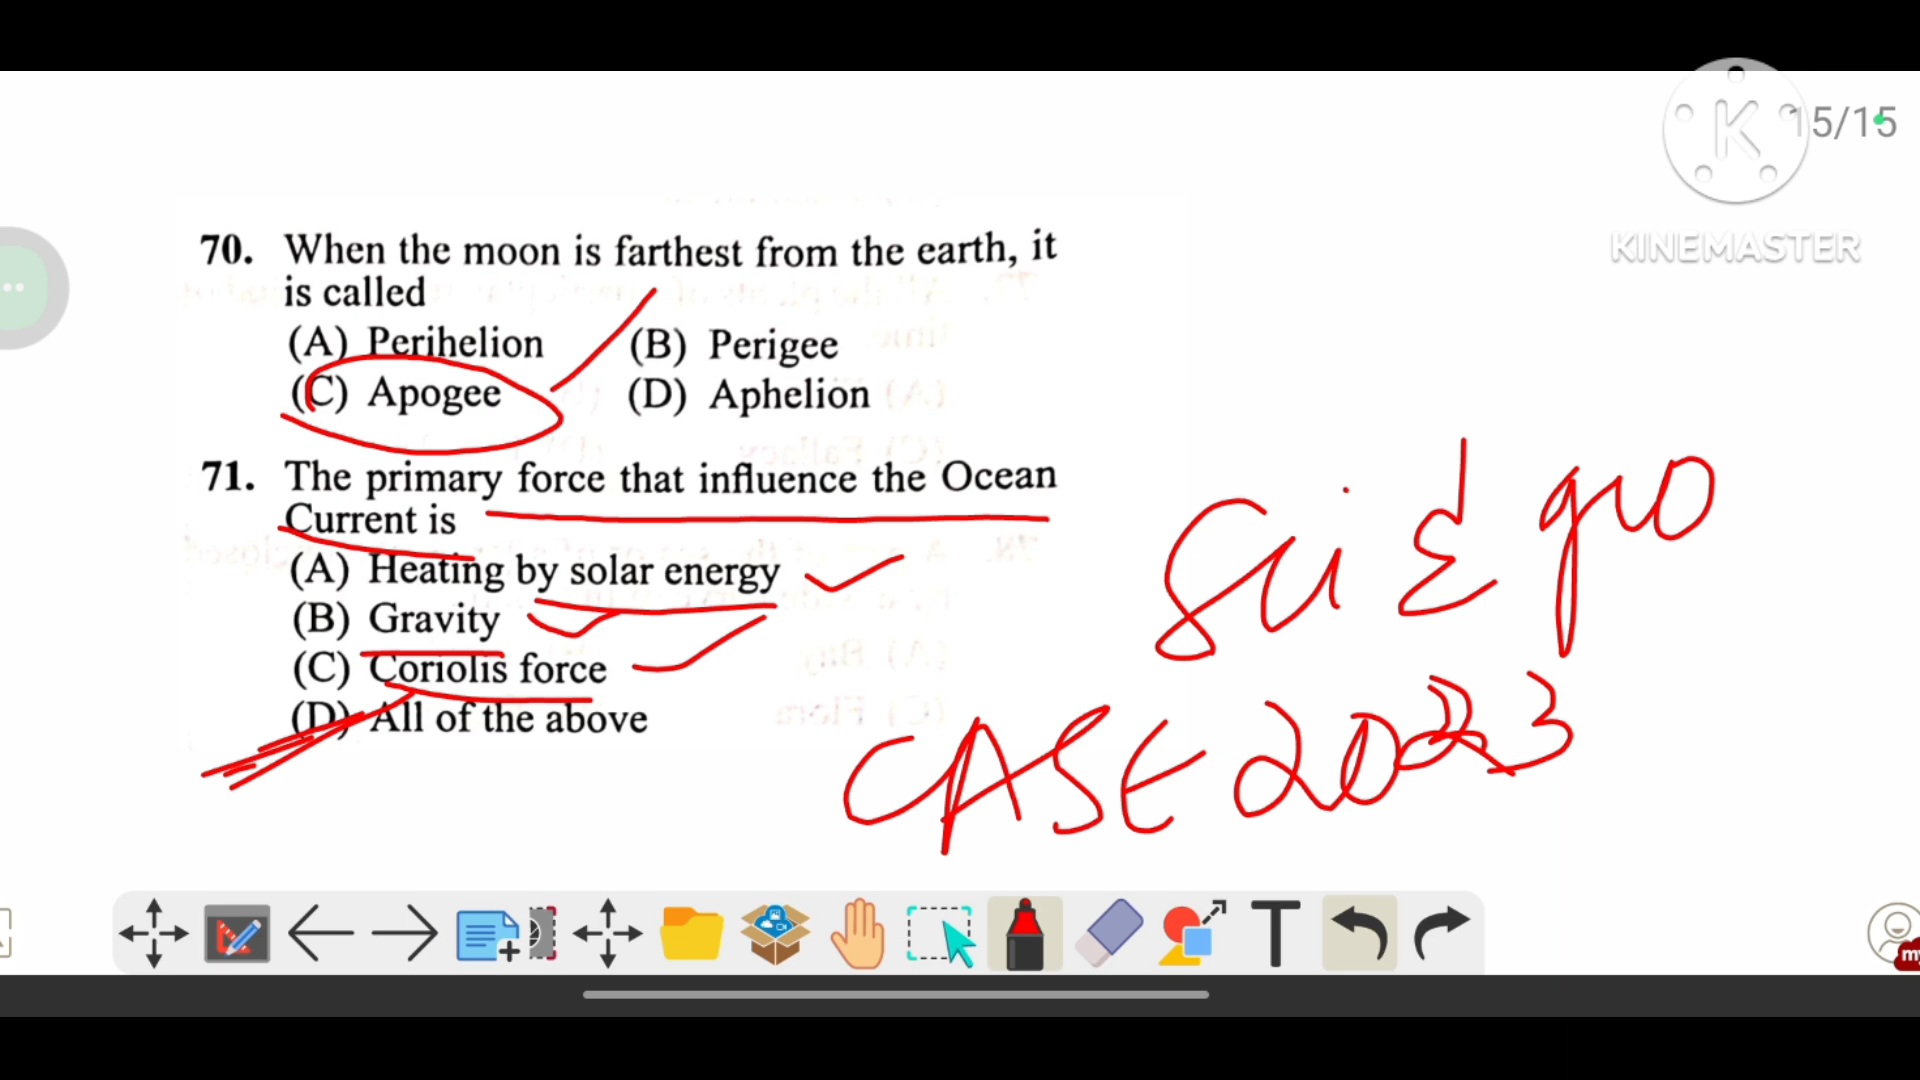 15/15
KINEMASTER
70. When the moon is farthest from the earth, it
is called
(A) Perihelion (B) Perigee
(C) Apogee (D) Aphelion
71. The primary force that influence the Ocean
Current is
(A) Heating by solar energy
(B) Gravity
(C) Coriolis force
(D) All of the above
CASE 2023